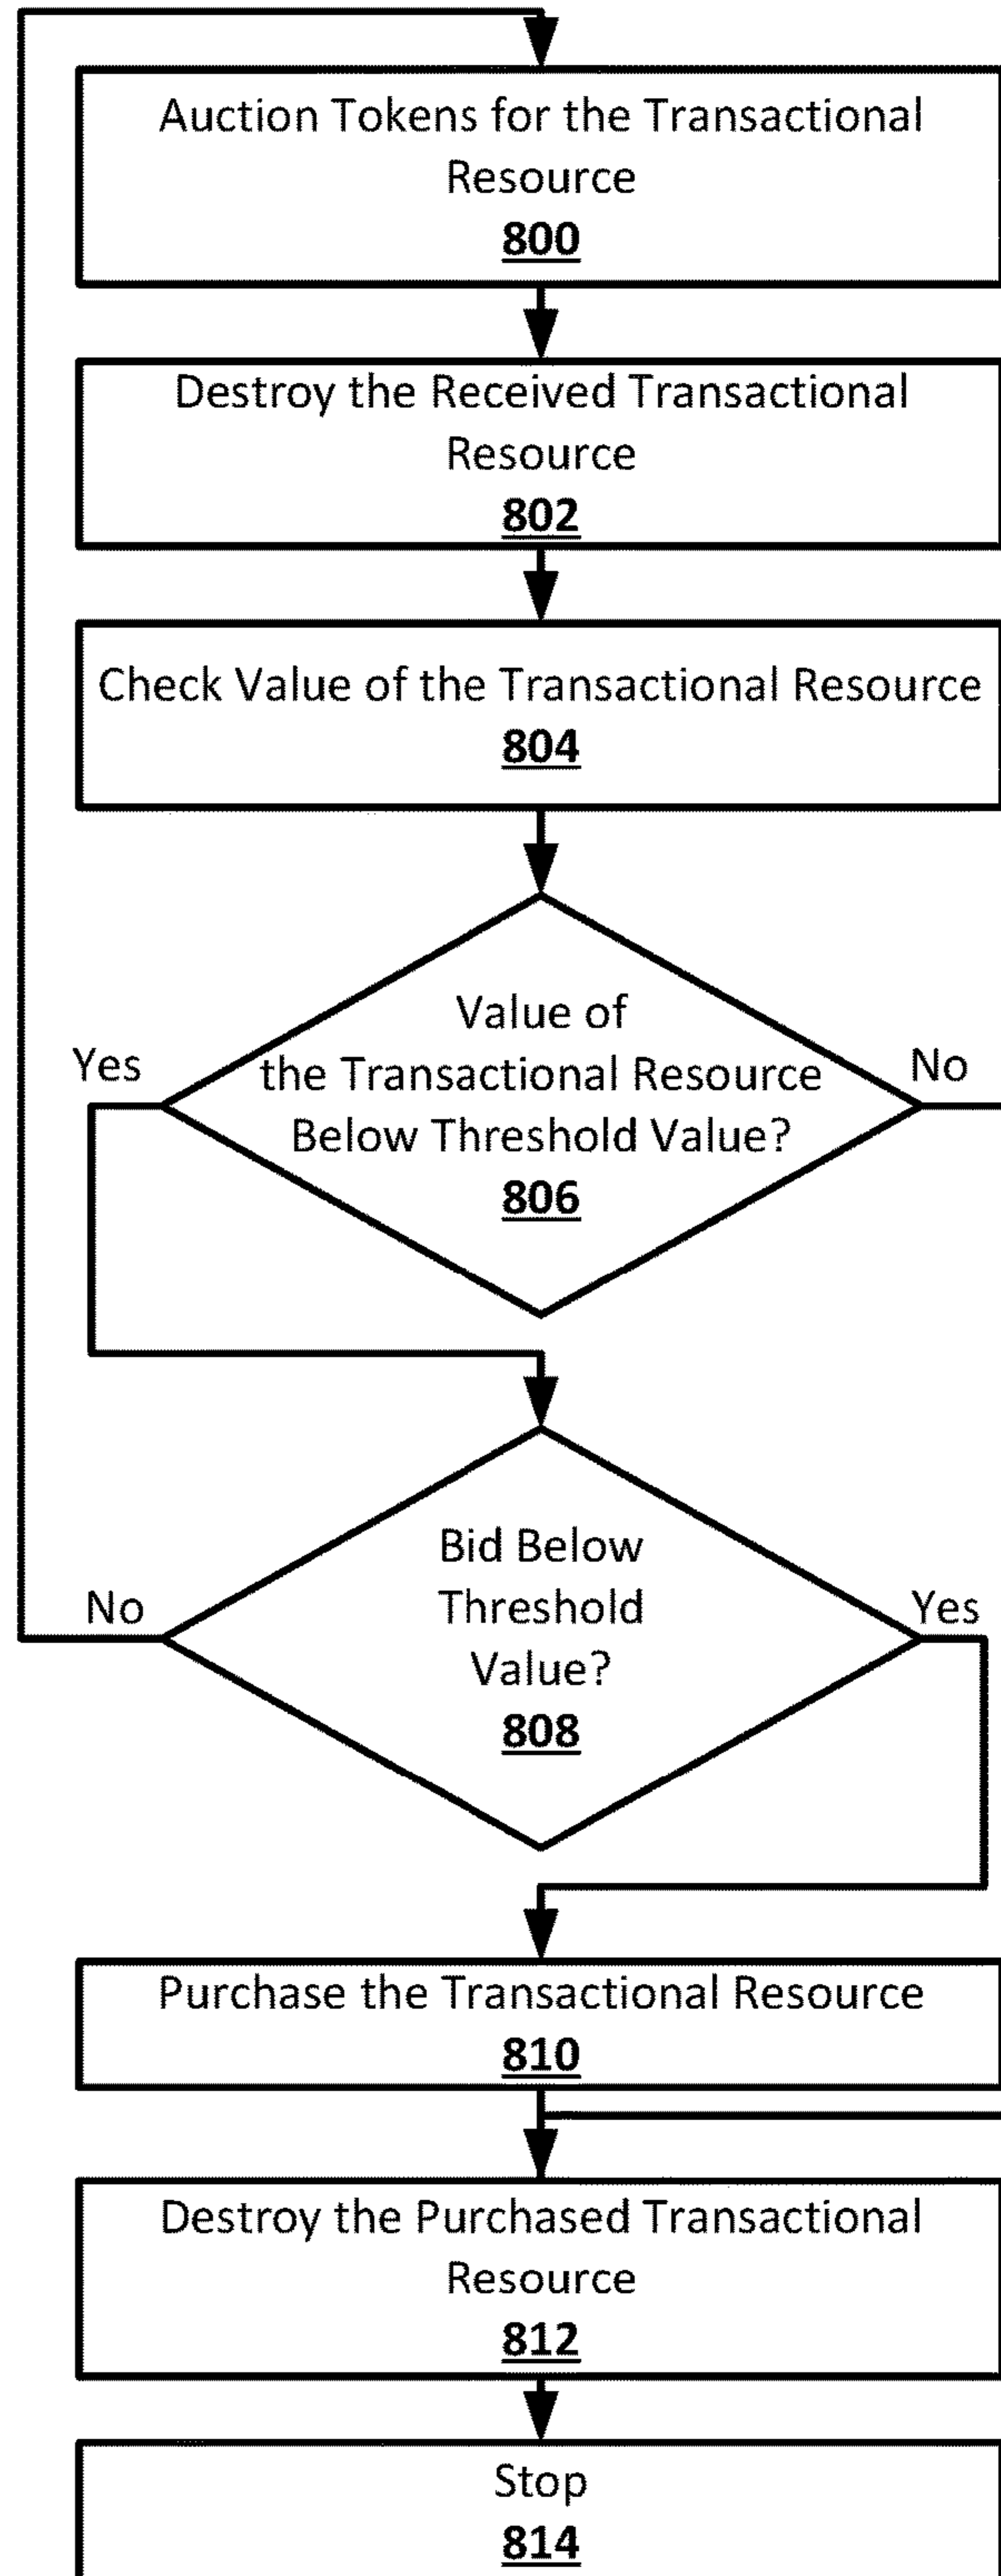 Auction Tokens for the Transactional
Resource
800
Destroy the Received Transactional
Resource
802
Check Value of the Transactional Resource
804
Value of
the Transactional Resource
Below Threshold Value?
806
Yes
No
Bid Below
Threshold
Value?
808
No
Yes
Purchase the Transactional Resource
810
Destroy the Purchased Transactional
Resource
812
Stop
814